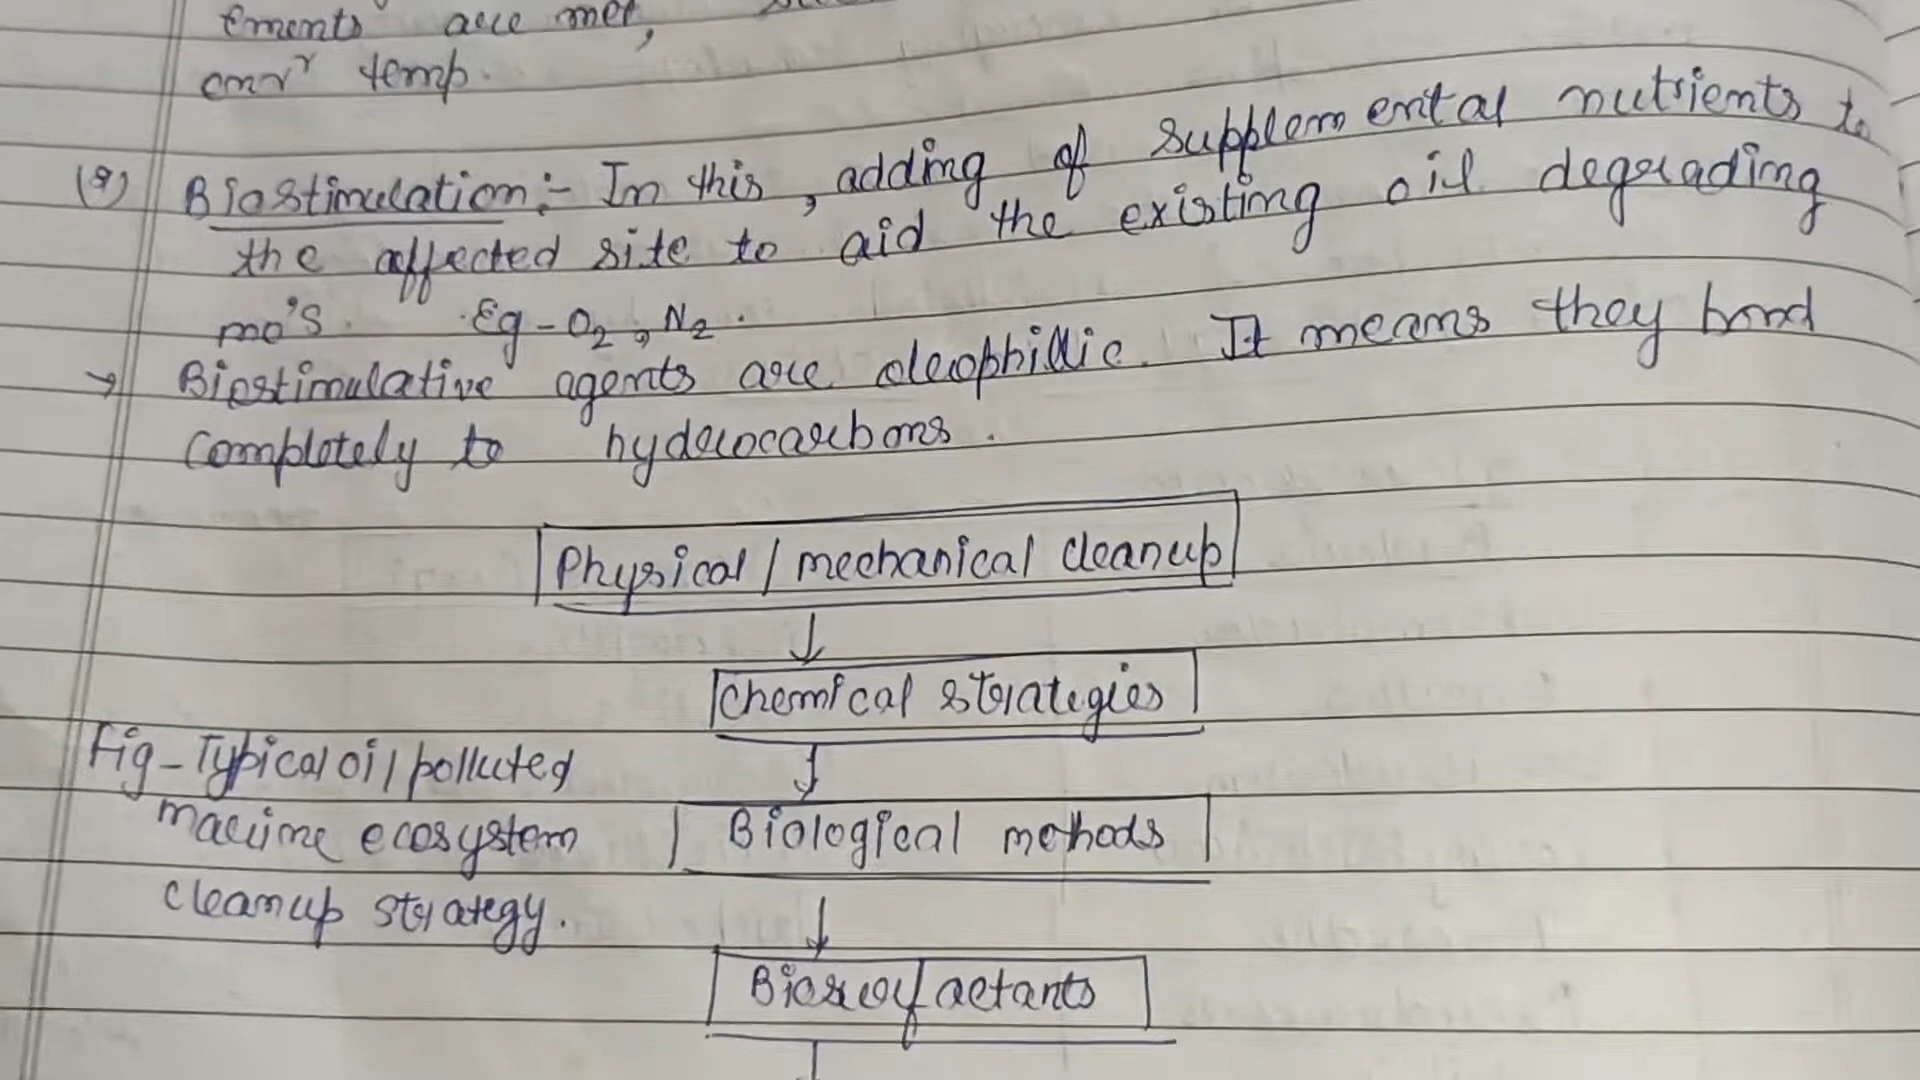 ements are met,
temp.
Biostimulation:- In this, adding of supplemental nutrients to
the affected site to aid the existing oil degrading
mo's. Eg - O2, N2.
→ Biostimulative agents are oleophillic. It means they bond
completely to hydrocarbons.
Physical / mechanical cleanup
↓
Chemical strategies
↓
Fig - Typical oil polluted
marine ecosystem
cleanup strategy.
Biological methods
↓
Biosurfactants